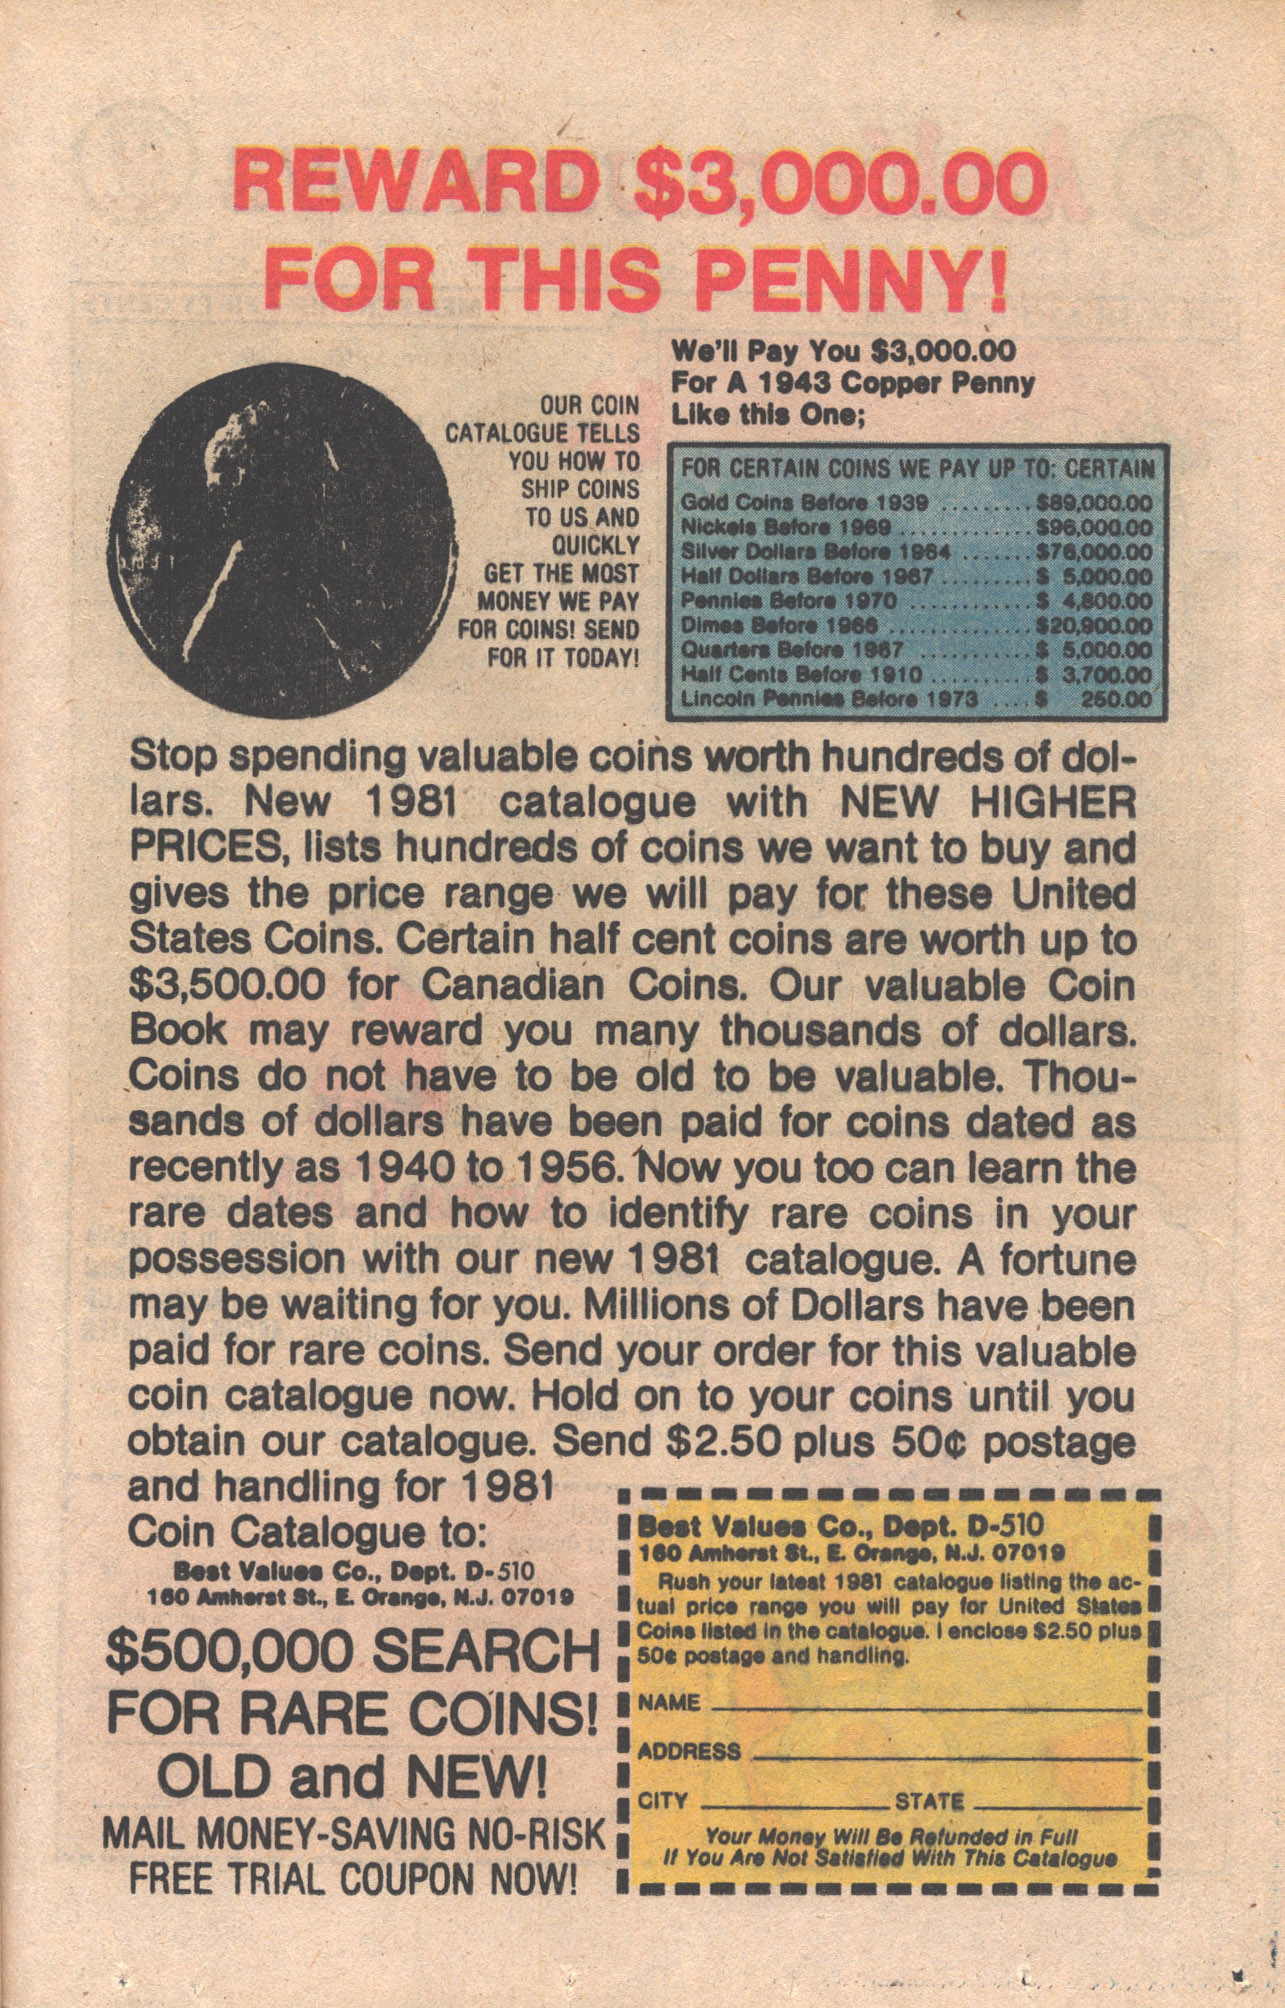 REWARD $3,000.00
FOR THIS PENNY!
We'll Pay You $3,000.00
For A 1943 Copper Penny
Like this One;
OUR COIN
CATALOGUE TELLS
YOU HOW TO
SHIP COINS
TO US AND
QUICKLY
GET THE MOST
MONEY WE PAY
FOR COINS! SEND
FOR IT TODAY!
FOR CERTAIN COINS WE PAY UP TO: CERTAIN
Gold Coins Before 1939 ......... $89,000.00
Nickels Before 1969 ............. $96,000.00
Silver Dollars Before 1964 ....... $76,000.00
Half Dollars Before 1967 ......... $ 5,000.00
Pennies Before 1970 ............ $ 4,800.00
Dimes Before 1966 .............. $20,900.00
Quarters Before 1967 ........... $ 5,000.00
Half Cents Before 1910 .......... $ 3,700.00
Lincoln Pennies Before 1973 .... $ 250.00
Stop spending valuable coins worth hundreds of dol-
lars. New 1981 catalogue with NEW HIGHER
PRICES, lists hundreds of coins we want to buy and
gives the price range we will pay for these United
States Coins. Certain half cent coins are worth up to
$3,500.00 for Canadian Coins. Our valuable Coin
Book may reward you many thousands of dollars.
Coins do not have to be old to be valuable. Thou-
sands of dollars have been paid for coins dated as
recently as 1940 to 1956. Now you too can learn the
rare dates and how to identify rare coins in your
possession with our new 1981 catalogue. A fortune
may be waiting for you. Millions of Dollars have been
paid for rare coins. Send your order for this valuable
coin catalogue now. Hold on to your coins until you
obtain our catalogue. Send $2.50 plus 50¢ postage
and handling for 1981
Coin Catalogue to:
Best Values Co., Dept. D-510
160 Amherst St., E. Orange, N.J. 07019
$500,000 SEARCH
FOR RARE COINS!
OLD and NEW!
MAIL MONEY-SAVING NO-RISK
FREE TRIAL COUPON NOW!
Best Values Co., Dept. D-510
160 Amherst St., E. Orange, N.J. 07019
Rush your latest 1981 catalogue listing the ac-
tual price range you will pay for United States
Coins listed in the catalogue. I enclose $2.50 plus
50¢ postage and handling.
NAME
ADDRESS
CITY STATE
Your Money Will Be Refunded in Full
If You Are Not Satisfied With This Catalogue